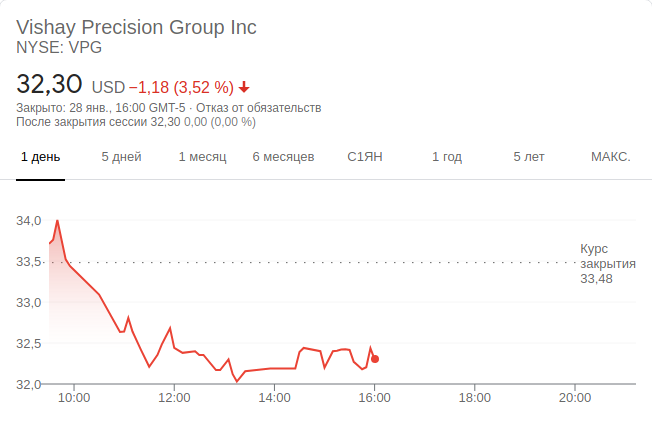 Vishay Precision Group Inc
NYSE: VPG
32,30 USD −1,18 (3,52 %)
Закрыто: 28 янв., 16:00 GMT-5 · Отказ от обязательств
После закрытия сессии 32,30 0,00 (0,00 %)
1 день 5 дней 1 месяц 6 месяцев С1ЯН 1 год 5 лет МАКС.
34,0
33,5
33,0
32,5
32,0
Курс
закрытия
33,48
10:00 12:00 14:00 16:00 18:00 20:00